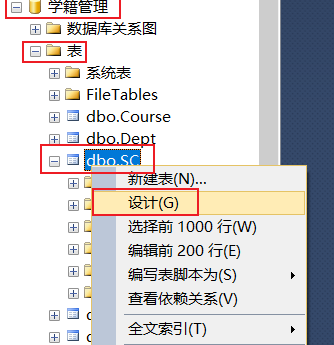 学籍管理
数据库关系图
表
系统表
FileTables
dbo.Course
dbo.Dept
dbo.SC
新建表(N)...
设计(G)
选择前 1000 行(W)
编辑前 200 行(E)
编写表脚本为(S)
查看依赖关系(V)
全文索引(T)